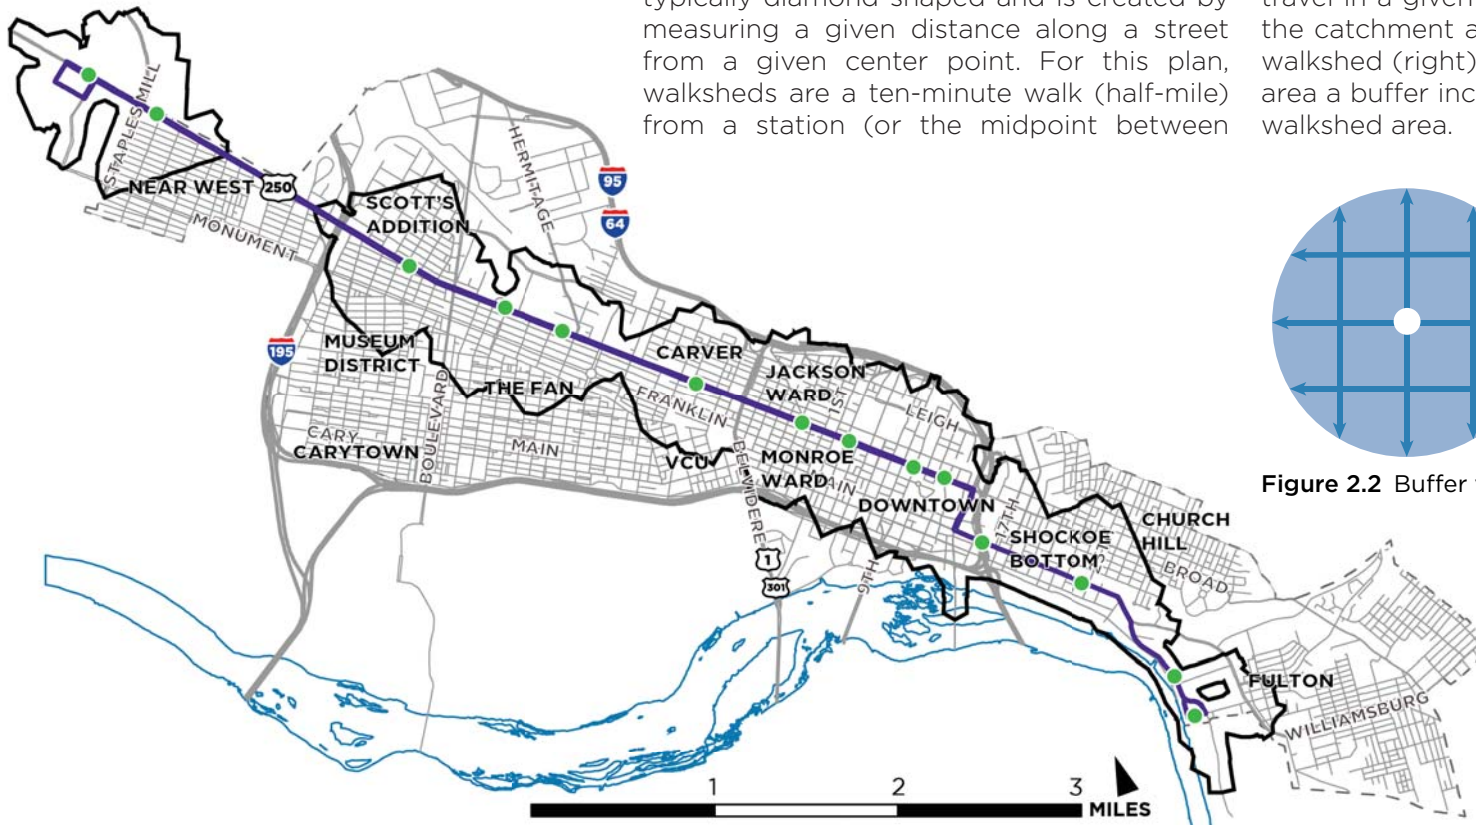 typically diamond shaped and is created by
measuring a given distance along a street
from a given center point. For this plan,
walksheds are a ten-minute walk (half-mile)
from a station (or the midpoint between
travel in a given
the catchment a
walkshed (right)
area a buffer inc
walkshed area.
STAPLES MILL
NEAR WEST
250
MONUMENT
SCOTT'S
ADDITION
HERMITAGE
95
64
195
MUSEUM
DISTRICT
BOULEVARD
THE FAN
CARY
CARYTOWN
MAIN
FRANKLIN
CARVER
VCU
BELVIDERE
JACKSON
WARD
1ST
LEIGH
MONROE
WARD
MAIN
DOWNTOWN
1
301
9TH
17TH
SHOCKOE
BOTTOM
CHURCH
HILL
BROAD
FULTON
WILLIAMSBURG
1 2 3
MILES
Figure 2.2 Buffer